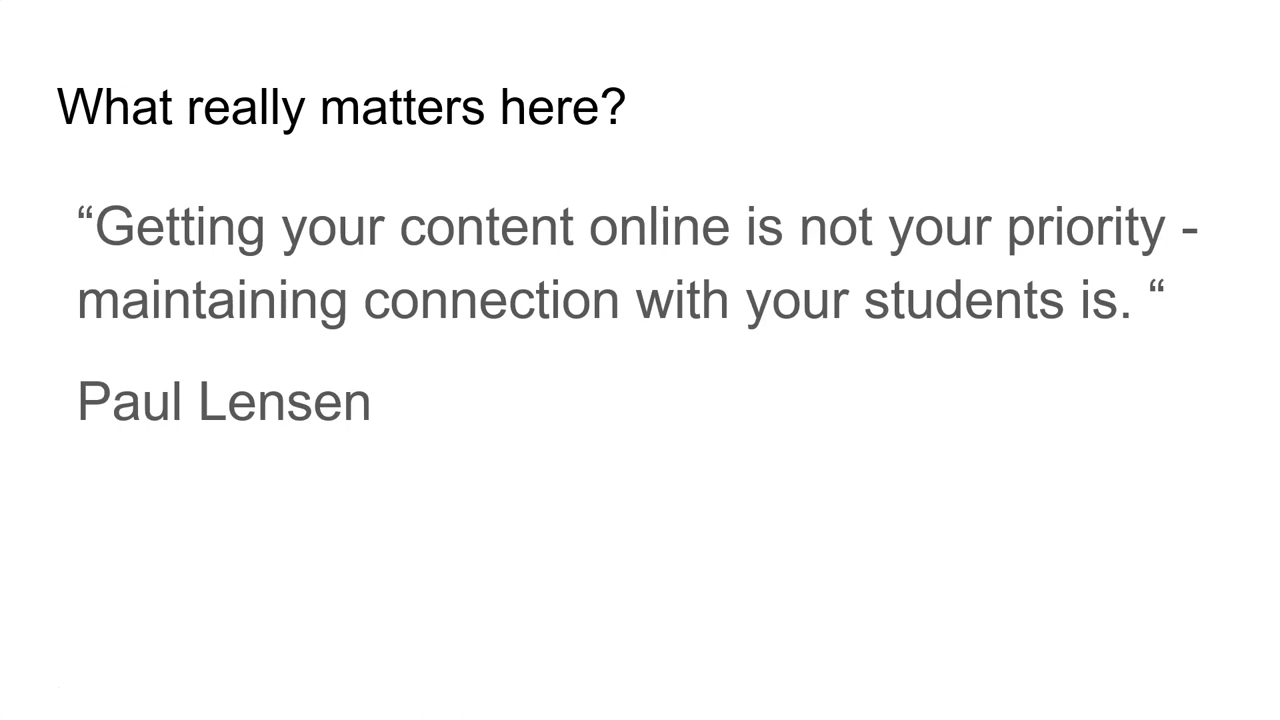 What really matters here?
“Getting your content online is not your priority -
maintaining connection with your students is. “
Paul Lensen